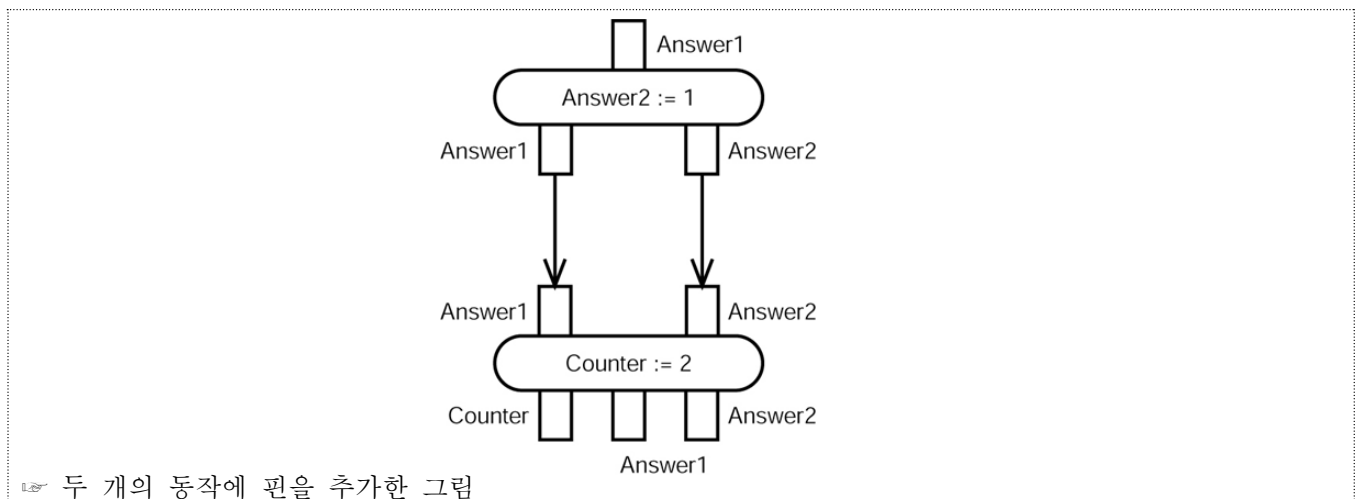 Answer1
Answer2 := 1
Answer1 Answer2
Answer1 Answer2
Counter := 2
Counter Answer2
Answer1
☞ 두 개의 동작에 핀을 추가한 그림